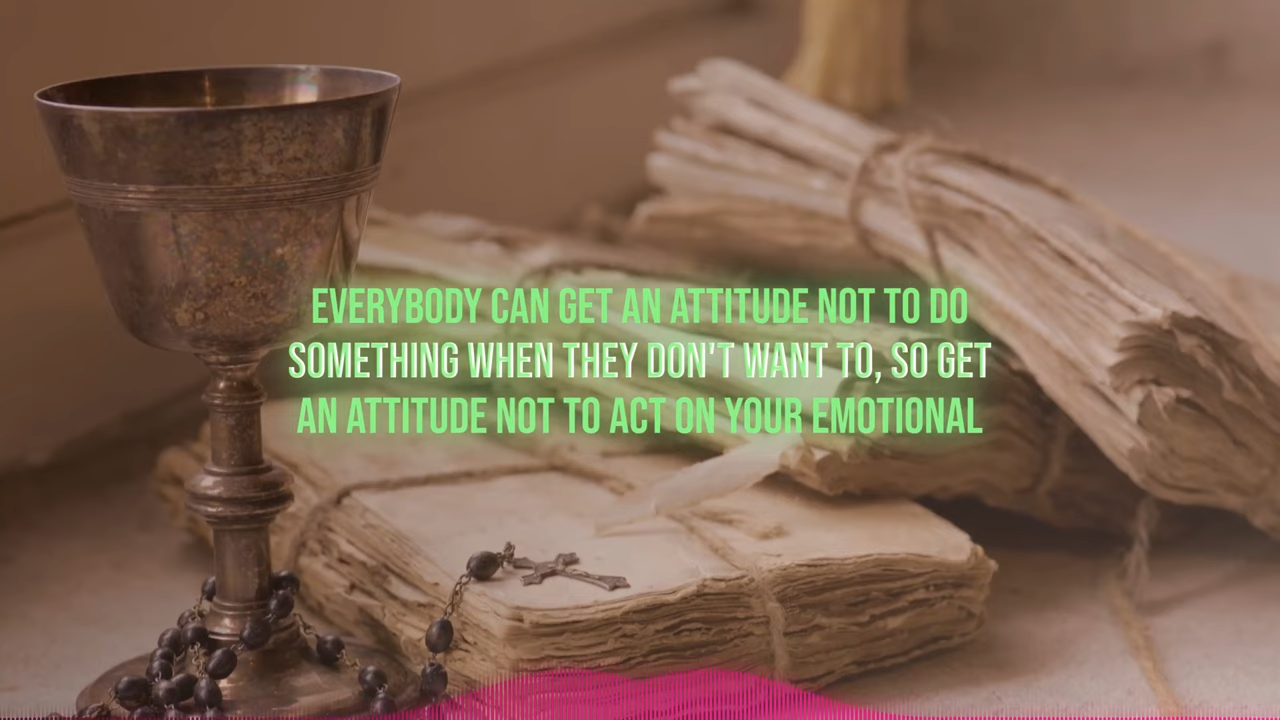 EVERYBODY CAN GET AN ATTITUDE NOT TO DO
SOMETHING WHEN THEY DON'T WANT TO, SO GET
AN ATTITUDE NOT TO ACT ON YOUR EMOTIONAL